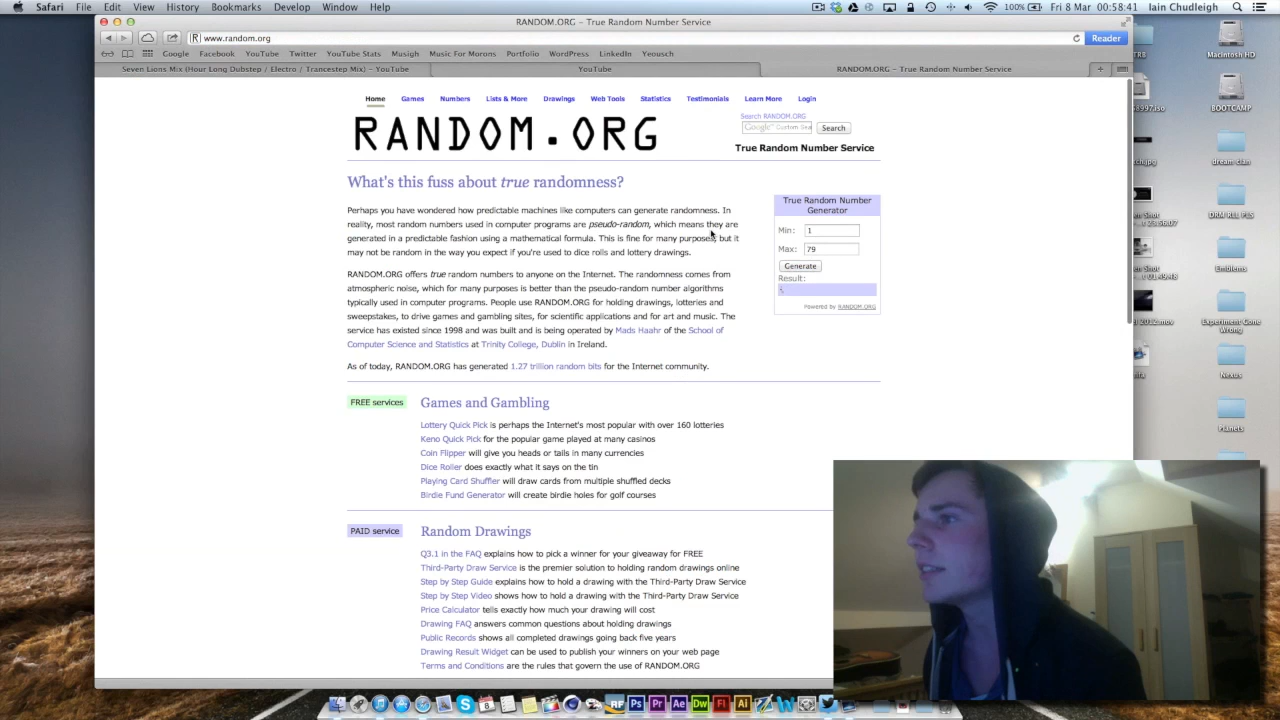 Safari File Edit View History Bookmarks Develop Window Help
100% Fri 8 Mar 00:58:41 Iain Chudleigh
RANDOM.ORG – True Random Number Service
www.random.org
Reader
Google Facebook YouTube Twitter YouTube Stats Musigh Music For Morons Portfolio WordPress LinkedIn Yeousch
Seven Lions Mix (Hour Long Dubstep / Electro / Trancestep Mix) – YouTube
YouTube
RANDOM.ORG – True Random Number Service
Home Games Numbers Lists & More Drawings Web Tools Statistics Testimonials Learn More Login
RANDOM.ORG
Search RANDOM.ORG
Google Custom Sea
Search
True Random Number Service
What's this fuss about true randomness?
Perhaps you have wondered how predictable machines like computers can generate randomness. In
reality, most random numbers used in computer programs are pseudo-random, which means they are
generated in a predictable fashion using a mathematical formula. This is fine for many purposes, but it
may not be random in the way you expect if you're used to dice rolls and lottery drawings.
RANDOM.ORG offers true random numbers to anyone on the Internet. The randomness comes from
atmospheric noise, which for many purposes is better than the pseudo-random number algorithms
typically used in computer programs. People use RANDOM.ORG for holding drawings, lotteries and
sweepstakes, to drive games and gambling sites, for scientific applications and for art and music. The
service has existed since 1998 and was built and is being operated by Mads Haahr of the School of
Computer Science and Statistics at Trinity College, Dublin in Ireland.
As of today, RANDOM.ORG has generated 1.27 trillion random bits for the Internet community.
True Random Number
Generator
Min: 1
Max: 79
Generate
Result:
Powered by RANDOM.ORG
FREE services
Games and Gambling
Lottery Quick Pick is perhaps the Internet's most popular with over 160 lotteries
Keno Quick Pick for the popular game played at many casinos
Coin Flipper will give you heads or tails in many currencies
Dice Roller does exactly what it says on the tin
Playing Card Shuffler will draw cards from multiple shuffled decks
Birdie Fund Generator will create birdie holes for golf courses
PAID service
Random Drawings
Q3.1 in the FAQ explains how to pick a winner for your giveaway for FREE
Third-Party Draw Service is the premier solution to holding random drawings online
Step by Step Guide explains how to hold a drawing with the Third-Party Draw Service
Step by Step Video shows how to hold a drawing with the Third-Party Draw Service
Price Calculator tells exactly how much your drawing will cost
Drawing FAQ answers common questions about holding drawings
Public Records shows all completed drawings going back five years
Drawing Result Widget can be used to publish your winners on your web page
Terms and Conditions are the rules that govern the use of RANDOM.ORG
Macintosh HD
BOOTCAMP
dream clan
DRM RLL PLS
Emblems
Experiment Gone
Wrong
Nexus
Planets
RF Ps Pr Ae Dw Fl Ai